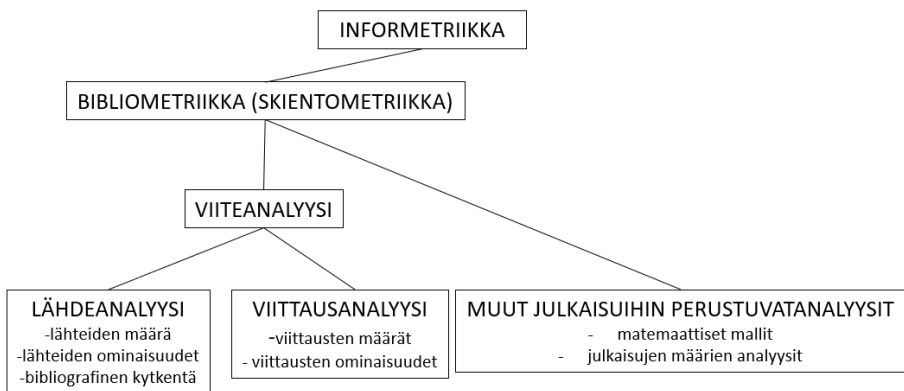 INFORMETRIIKKA
BIBLIOMETRIIKKA (SKIENTOMETRIIKKA)
VIITEANALYYSI
LÄHDEANALYYSI
-lähteiden määrä
-lähteiden ominaisuudet
-bibliografinen kytkentä
VIITTAUSANALYYSI
-viittausten määrät
- viittausten ominaisuudet
MUUT JULKAISUIHIN PERUSTUVATANALYYSIT
- matemaattiset mallit
- julkaisujen määrien analyysit